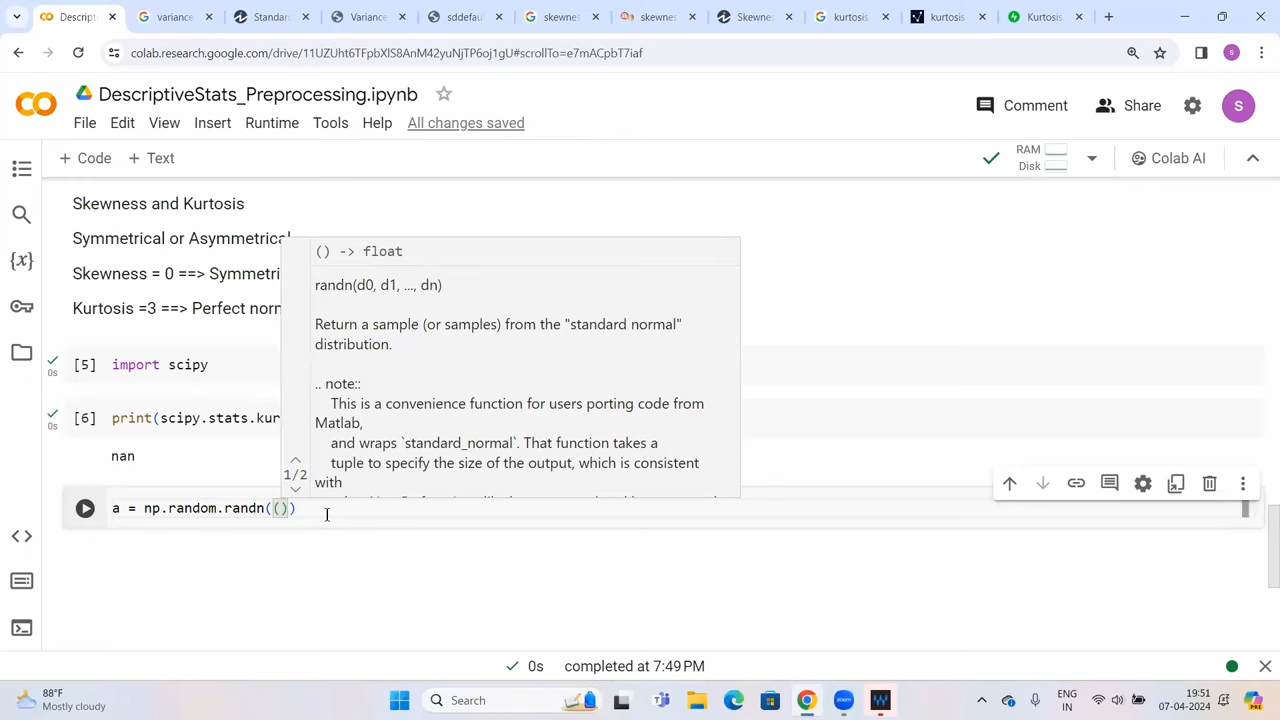 Descript
variance
Standar
Variance
sddefau
skewnes
skewnes
Skewne
kurtosis
kurtosis
Kurtosis
colab.research.google.com/drive/11UZUht6TFpbXlS8AnM42yuNjTP6oj1gU#scrollTo=e7mACpbT7iaf
DescriptiveStats_Preprocessing.ipynb
File Edit View Insert Runtime Tools Help All changes saved
Comment Share S
+ Code + Text
RAM
Disk
Colab AI
Skewness and Kurtosis
Symmetrical or Asymmetrical
Skewness = 0 ==> Symmetri
Kurtosis =3 ==> Perfect norn
() -> float
randn(d0, d1, ..., dn)
Return a sample (or samples) from the "standard normal"
distribution.
.. note::
This is a convenience function for users porting code from
Matlab,
and wraps `standard_normal`. That function takes a
tuple to specify the size of the output, which is consistent
with
1/2
[5] import scipy
0s
[6] print(scipy.stats.kur
0s
nan
a = np.random.randn(())
0s completed at 7:49 PM
88°F
Mostly cloudy
Search
ENG
IN
19:51
07-04-2024